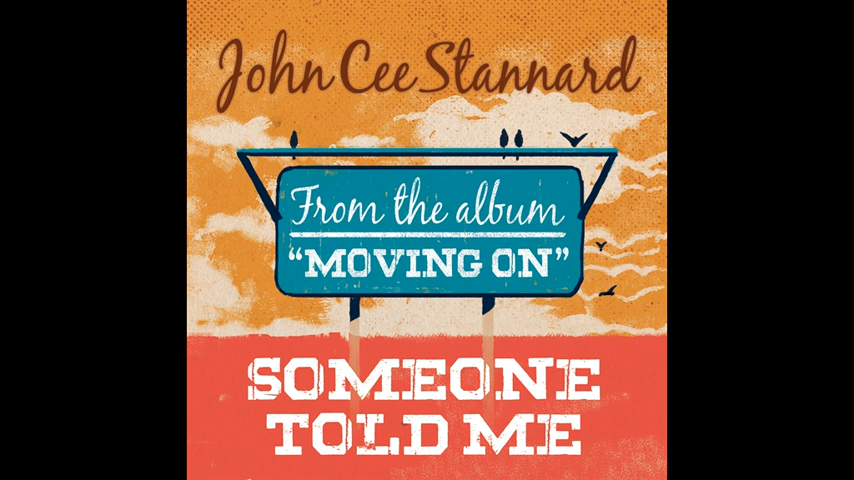 John Cee Stannard
From the album
“MOVING ON”
SOMEONE
TOLD ME